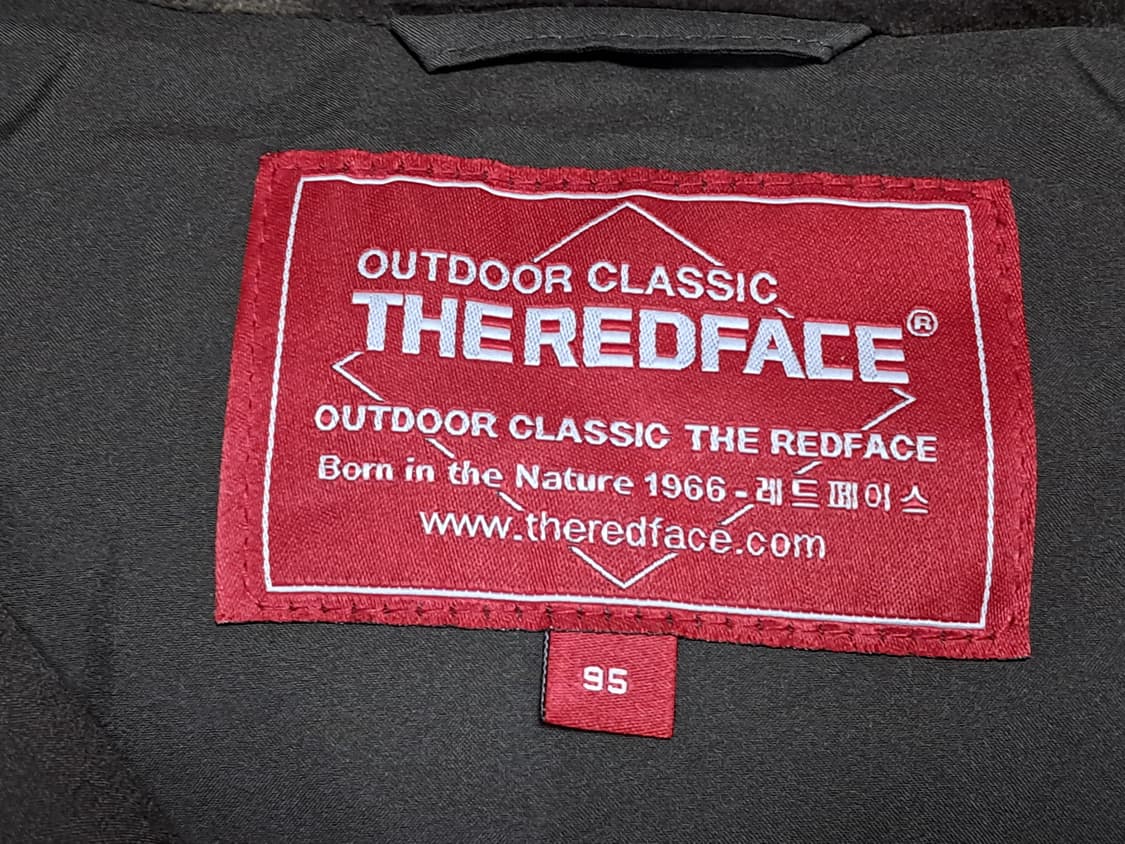 OUTDOOR CLASSIC
THEREDFACE®
OUTDOOR CLASSIC THE REDFACE
Born in the Nature 1966 - 레드페이스
www.theredface.com
95